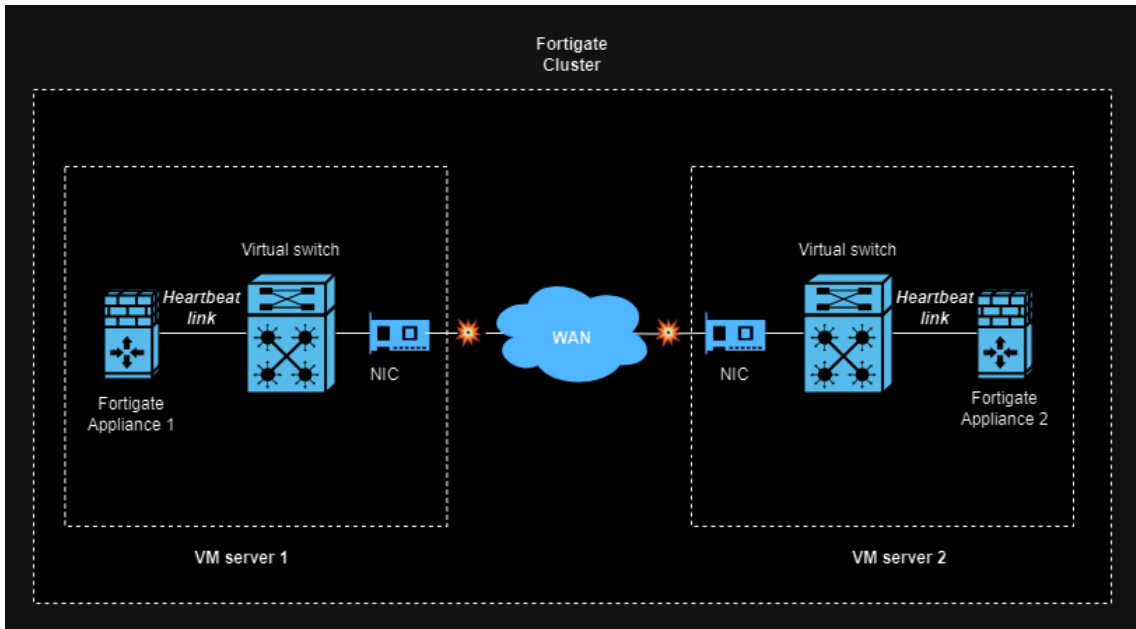 Fortigate
Cluster
Virtual switch
Virtual switch
Heartbeat
link
Heartbeat
link
WAN
NIC
NIC
Fortigate
Appliance 1
Fortigate
Appliance 2
VM server 1
VM server 2